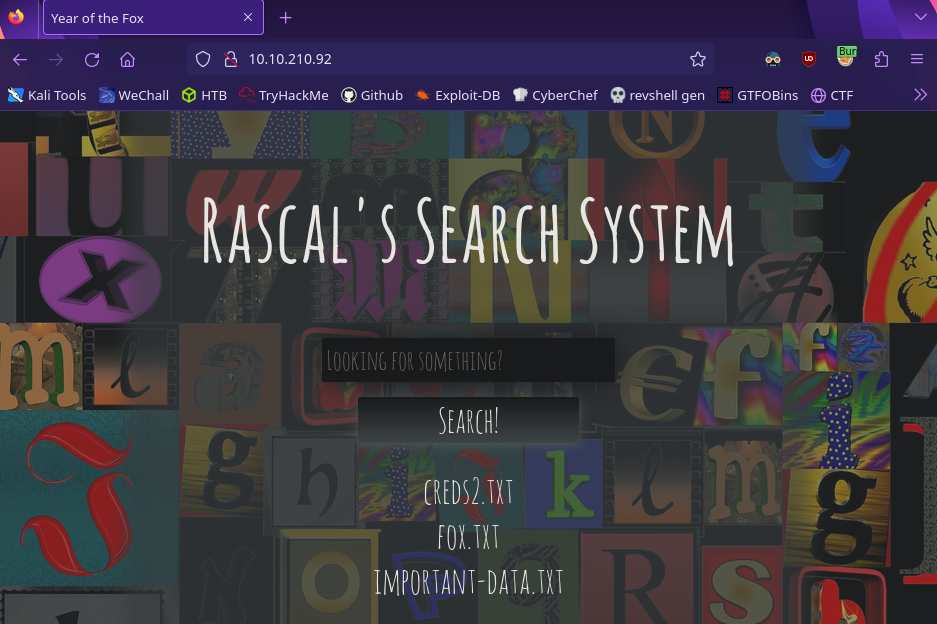 Year of the Fox
10.10.210.92
Bur
Kali Tools WeChall HTB TryHackMe Github Exploit-DB CyberChef revshell gen GTFOBins CTF
Rascal's Search System
Looking for something?
Search!
creds2.txt
fox.txt
important-data.txt